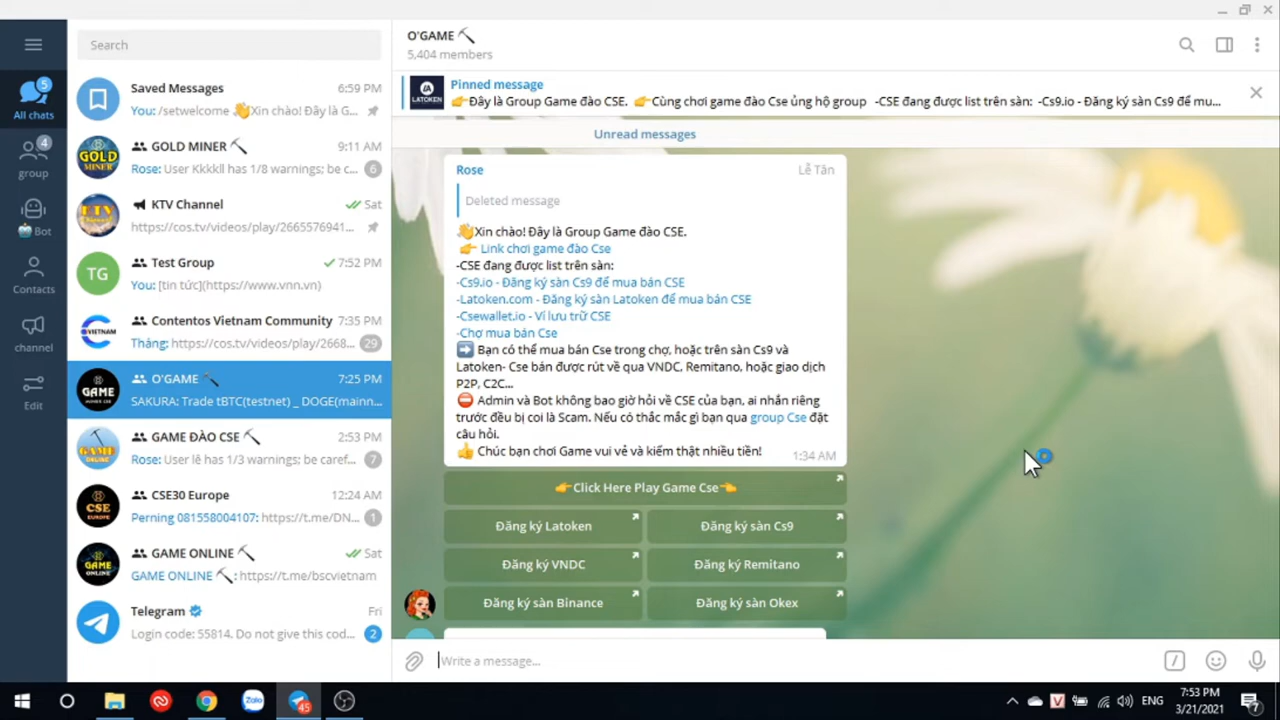 Search
O'GAME
5,404 members
Pinned message
👉Đây là Group Game đào CSE. 👉Cùng chơi game đào Cse ủng hộ group -CSE đang được list trên sàn: -Cs9.io - Đăng ký sàn Cs9 để mu...
LATOKEN
5
All chats
4
group
Bot
Contacts
channel
Edit
Saved Messages 6:59 PM
You: /setwelcome 👋Xin chào! Đây là G...
GOLD MINER 9:11 AM
Rose: User Kkkkll has 1/8 warnings; be c... 6
KTV Channel Sat
https://cos.tv/videos/play/2665576941...
TG
Test Group 7:52 PM
You: [tin tức](https://www.vnn.vn)
VIETNAM
Contentos Vietnam Community 7:35 PM
Tháng: https://cos.tv/videos/play/2668... 29
GAME
O'GAME 7:25 PM
SAKURA: Trade tBTC(testnet) _ DOGE(mainn...
GAME ĐÀO CSE 2:53 PM
Rose: User lê has 1/3 warnings; be caref... 7
CSE
EUROPE
CSE30 Europe 12:24 AM
Perning 081558004107: https://t.me/DN... 1
GAME
ONLINE
GAME ONLINE Sat
GAME ONLINE : https://t.me/bscvietnam
Telegram Fri
Login code: 55814. Do not give this cod... 2
Unread messages
Rose Lễ Tân
Deleted message
👋Xin chào! Đây là Group Game đào CSE.
👉 Link chơi game đào Cse
-CSE đang được list trên sàn:
-Cs9.io - Đăng ký sàn Cs9 để mua bán CSE
-Latoken.com - Đăng ký sàn Latoken để mua bán CSE
-Csewallet.io - Ví lưu trữ CSE
-Chợ mua bán Cse
➡️ Bạn có thể mua bán Cse trong chợ, hoặc trên sàn Cs9 và
Latoken- Cse bán được rút về qua VNDC, Remitano, hoặc giao dịch
P2P, C2C...
⛔ Admin và Bot không bao giờ hỏi về CSE của bạn, ai nhắn riêng
trước đều bị coi là Scam. Nếu có thắc mắc gì bạn qua group Cse đặt
câu hỏi.
👍 Chúc bạn chơi Game vui vẻ và kiếm thật nhiều tiền! 1:34 AM
👉Click Here Play Game Cse👈
Đăng ký Latoken Đăng ký sàn Cs9
Đăng ký VNDC Đăng ký Remitano
Đăng ký sàn Binance Đăng ký sàn Okex
Write a message...
Zalo
45
ENG
7:53 PM
3/21/2021
7